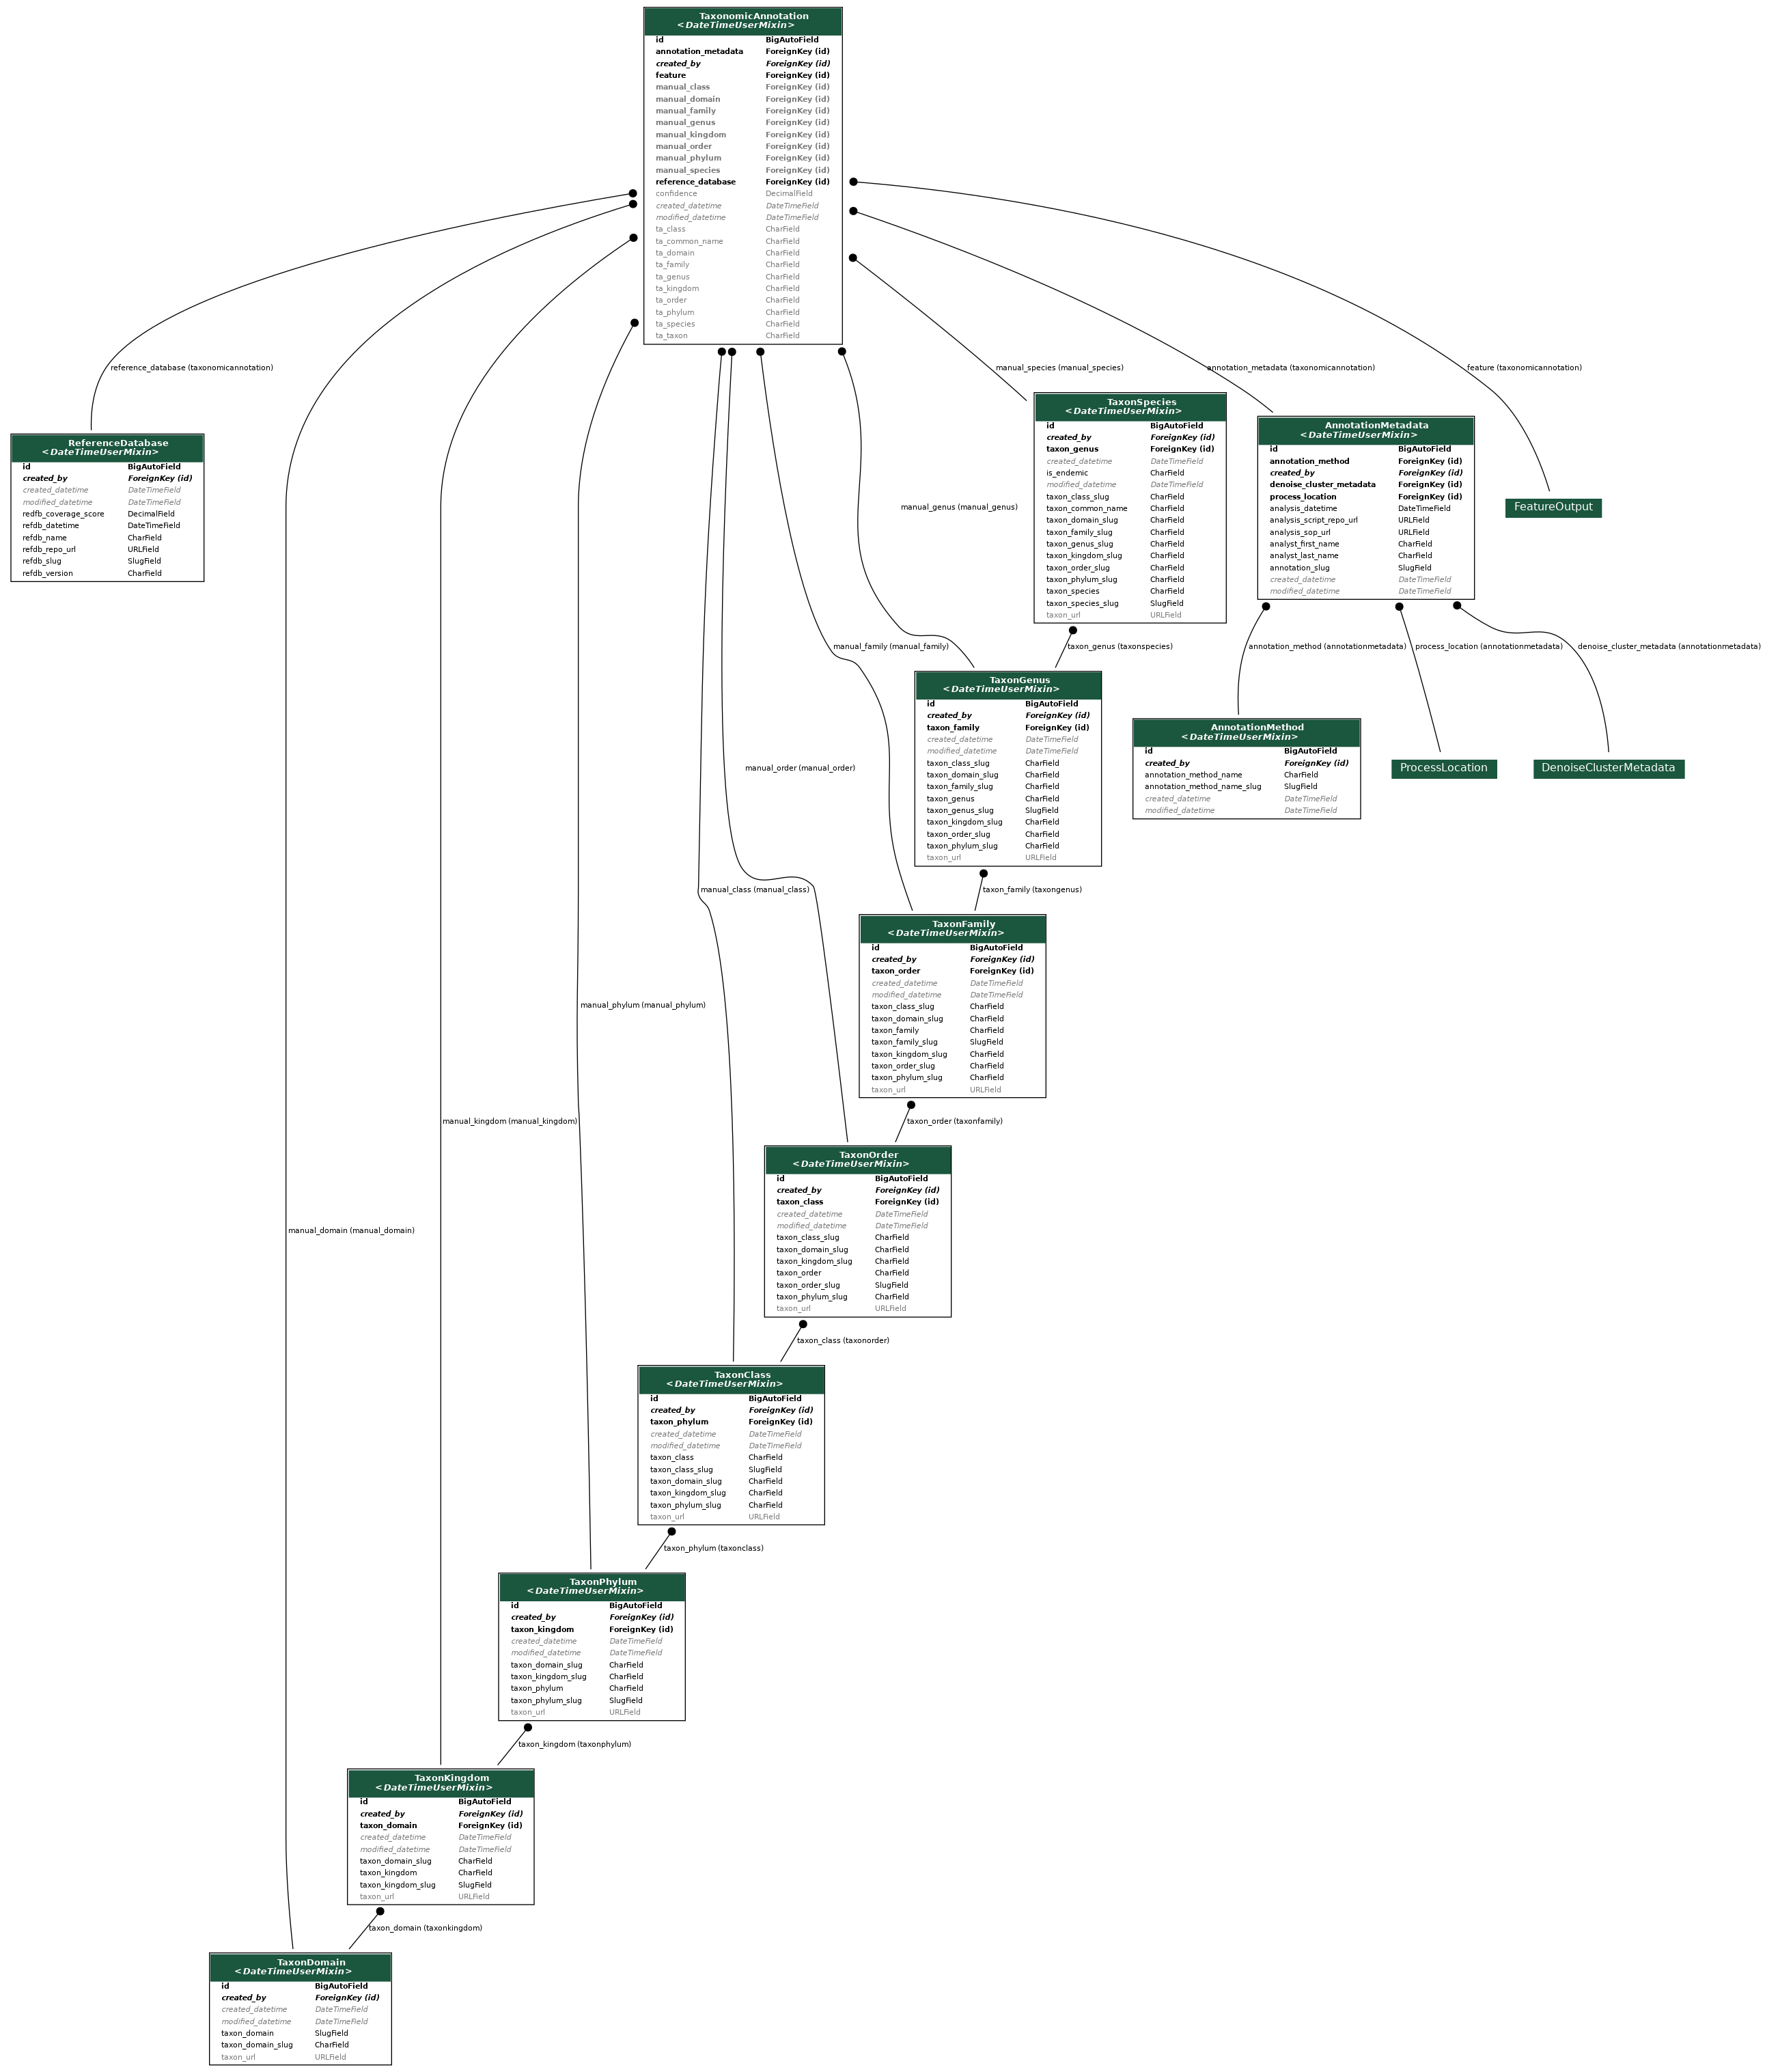 TaxonomicAnnotation
<DateTimeUserMixin>
id BigAutoField
annotation_metadata ForeignKey (id)
created_by ForeignKey (id)
feature ForeignKey (id)
manual_class ForeignKey (id)
manual_domain ForeignKey (id)
manual_family ForeignKey (id)
manual_genus ForeignKey (id)
manual_kingdom ForeignKey (id)
manual_order ForeignKey (id)
manual_phylum ForeignKey (id)
manual_species ForeignKey (id)
reference_database ForeignKey (id)
confidence DecimalField
created_datetime DateTimeField
modified_datetime DateTimeField
ta_class CharField
ta_common_name CharField
ta_domain CharField
ta_family CharField
ta_genus CharField
ta_kingdom CharField
ta_order CharField
ta_phylum CharField
ta_species CharField
ta_taxon CharField
reference_database (taxonomicannotation)
manual_species (manual_species)
annotation_metadata (taxonomicannotation)
feature (taxonomicannotation)
ReferenceDatabase
<DateTimeUserMixin>
id BigAutoField
created_by ForeignKey (id)
created_datetime DateTimeField
modified_datetime DateTimeField
redfb_coverage_score DecimalField
refdb_datetime DateTimeField
refdb_name CharField
refdb_repo_url URLField
refdb_slug SlugField
refdb_version CharField
TaxonSpecies
<DateTimeUserMixin>
id BigAutoField
created_by ForeignKey (id)
taxon_genus ForeignKey (id)
created_datetime DateTimeField
is_endemic CharField
modified_datetime DateTimeField
taxon_class_slug CharField
taxon_common_name CharField
taxon_domain_slug CharField
taxon_family_slug CharField
taxon_genus_slug CharField
taxon_kingdom_slug CharField
taxon_order_slug CharField
taxon_phylum_slug CharField
taxon_species CharField
taxon_species_slug SlugField
taxon_url URLField
AnnotationMetadata
<DateTimeUserMixin>
id BigAutoField
annotation_method ForeignKey (id)
created_by ForeignKey (id)
denoise_cluster_metadata ForeignKey (id)
process_location ForeignKey (id)
analysis_datetime DateTimeField
analysis_script_repo_url URLField
analysis_sop_url URLField
analyst_first_name CharField
analyst_last_name CharField
annotation_slug SlugField
created_datetime DateTimeField
modified_datetime DateTimeField
FeatureOutput
manual_genus (manual_genus)
manual_family (manual_family)
taxon_genus (taxonspecies)
annotation_method (annotationmetadata)
process_location (annotationmetadata)
denoise_cluster_metadata (annotationmetadata)
TaxonGenus
<DateTimeUserMixin>
id BigAutoField
created_by ForeignKey (id)
taxon_family ForeignKey (id)
created_datetime DateTimeField
modified_datetime DateTimeField
taxon_class_slug CharField
taxon_domain_slug CharField
taxon_family_slug CharField
taxon_genus CharField
taxon_genus_slug SlugField
taxon_kingdom_slug CharField
taxon_order_slug CharField
taxon_phylum_slug CharField
taxon_url URLField
AnnotationMethod
<DateTimeUserMixin>
id BigAutoField
created_by ForeignKey (id)
annotation_method_name CharField
annotation_method_name_slug SlugField
created_datetime DateTimeField
modified_datetime DateTimeField
ProcessLocation
DenoiseClusterMetadata
manual_order (manual_order)
manual_class (manual_class)
taxon_family (taxongenus)
TaxonFamily
<DateTimeUserMixin>
id BigAutoField
created_by ForeignKey (id)
taxon_order ForeignKey (id)
created_datetime DateTimeField
modified_datetime DateTimeField
taxon_class_slug CharField
taxon_domain_slug CharField
taxon_family CharField
taxon_family_slug SlugField
taxon_kingdom_slug CharField
taxon_order_slug CharField
taxon_phylum_slug CharField
taxon_url URLField
manual_phylum (manual_phylum)
manual_kingdom (manual_kingdom)
taxon_order (taxonfamily)
TaxonOrder
<DateTimeUserMixin>
id BigAutoField
created_by ForeignKey (id)
taxon_class ForeignKey (id)
created_datetime DateTimeField
modified_datetime DateTimeField
taxon_class_slug CharField
taxon_domain_slug CharField
taxon_kingdom_slug CharField
taxon_order CharField
taxon_order_slug SlugField
taxon_phylum_slug CharField
taxon_url URLField
manual_domain (manual_domain)
taxon_class (taxonorder)
TaxonClass
<DateTimeUserMixin>
id BigAutoField
created_by ForeignKey (id)
taxon_phylum ForeignKey (id)
created_datetime DateTimeField
modified_datetime DateTimeField
taxon_class CharField
taxon_class_slug SlugField
taxon_domain_slug CharField
taxon_kingdom_slug CharField
taxon_phylum_slug CharField
taxon_url URLField
taxon_phylum (taxonclass)
TaxonPhylum
<DateTimeUserMixin>
id BigAutoField
created_by ForeignKey (id)
taxon_kingdom ForeignKey (id)
created_datetime DateTimeField
modified_datetime DateTimeField
taxon_domain_slug CharField
taxon_kingdom_slug CharField
taxon_phylum CharField
taxon_phylum_slug SlugField
taxon_url URLField
taxon_kingdom (taxonphylum)
TaxonKingdom
<DateTimeUserMixin>
id BigAutoField
created_by ForeignKey (id)
taxon_domain ForeignKey (id)
created_datetime DateTimeField
modified_datetime DateTimeField
taxon_domain_slug CharField
taxon_kingdom CharField
taxon_kingdom_slug SlugField
taxon_url URLField
taxon_domain (taxonkingdom)
TaxonDomain
<DateTimeUserMixin>
id BigAutoField
created_by ForeignKey (id)
created_datetime DateTimeField
modified_datetime DateTimeField
taxon_domain SlugField
taxon_domain_slug CharField
taxon_url URLField